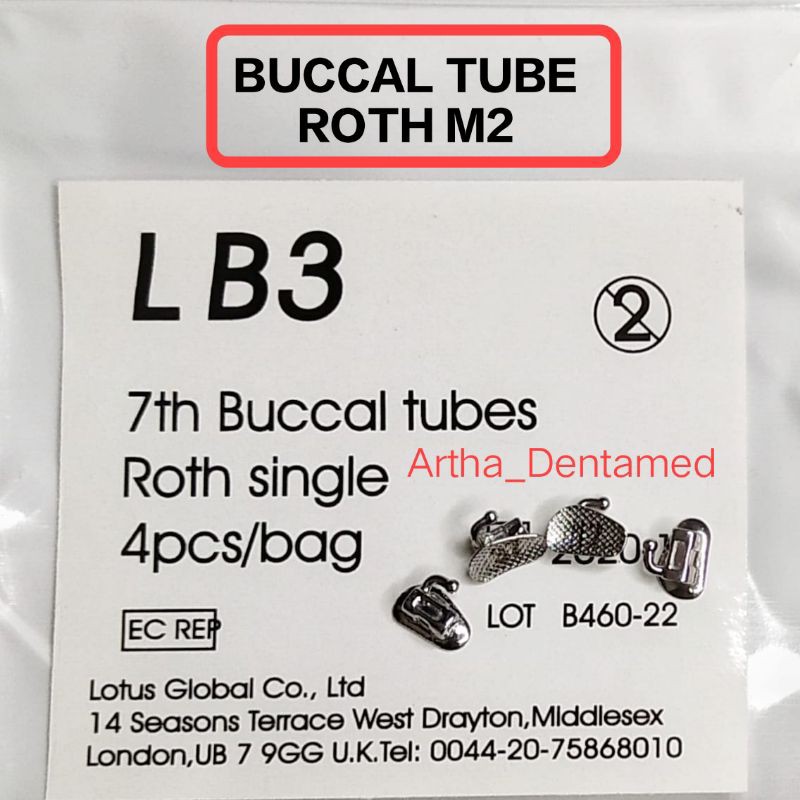 BUCCAL TUBE
ROTH M2
LB3
2
7th Buccal tubes
Roth single
Artha_Dentamed
4pcs/bag
LOT B460-22
EC REP
Lotus Global Co., Ltd
14 Seasons Terrace West Drayton,Middlesex
London,UB 7 9GG U.K.Tel: 0044-20-75868010